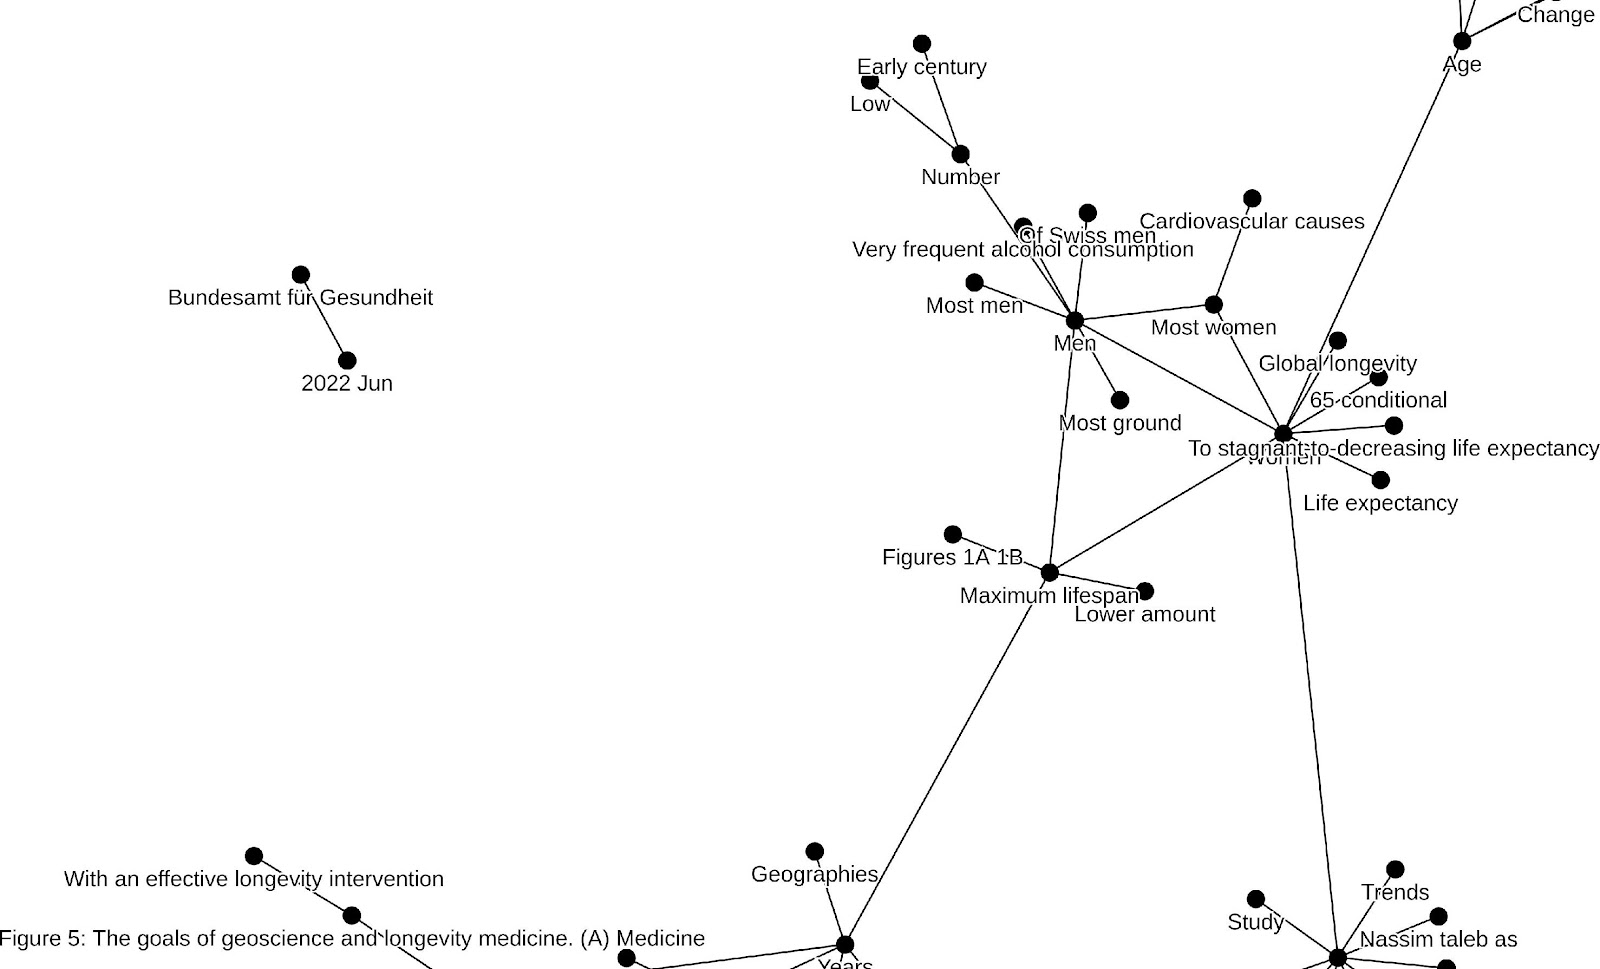 Change
Age
Early century
Low
Number
Cardiovascular causes
Of Swiss men
Very frequent alcohol consumption
Bundesamt für Gesundheit
Most men
Most women
Men
Global longevity
2022 Jun
65 conditional
Most ground
To stagnant-to-decreasing life expectancy
Women
Life expectancy
Figures 1A 1B
Maximum lifespan
Lower amount
Geographies
With an effective longevity intervention
Trends
Study
Figure 5: The goals of geoscience and longevity medicine. (A) Medicine
Nassim taleb as
Years